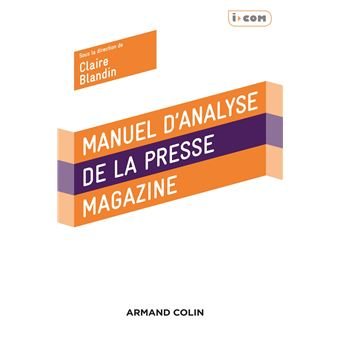 i-com
Sous la direction de
Claire
Blandin
MANUEL D'ANALYSE
DE LA PRESSE
MAGAZINE
ARMAND COLIN